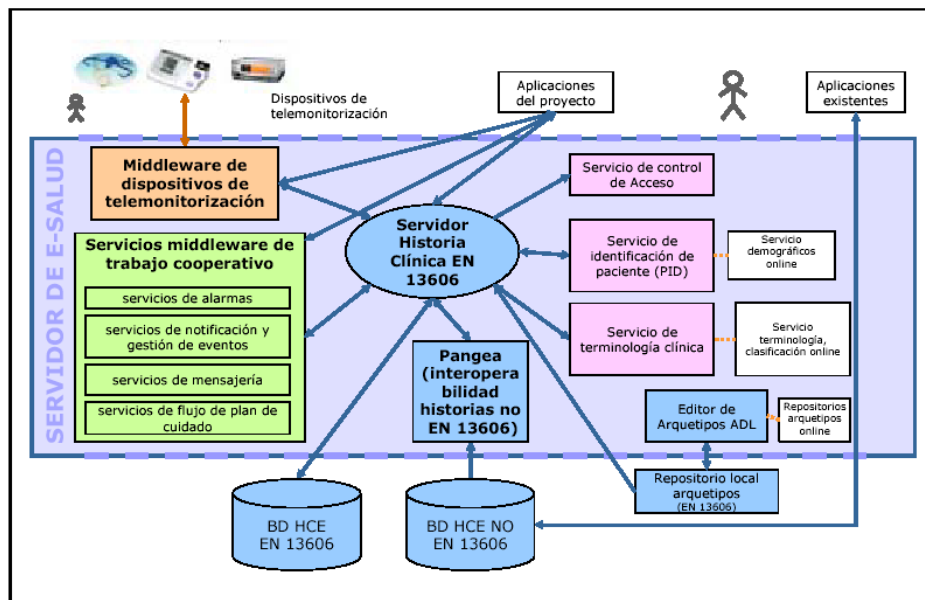 Dispositivos de
telemonitorización
Aplicaciones
del proyecto
Aplicaciones
existentes
SERVIDOR DE E-SALUD
Middleware de
dispositivos de
telemonitorización
Servicio de control
de Acceso
Servicios middleware de
trabajo cooperativo
servicios de alarmas
servicios de notificación y
gestión de eventos
servicios de mensajería
servicios de flujo de plan de
cuidado
Servidor
Historia
Clínica EN
13606
Servicio de
identificación de
paciente (PID)
Servicio
demográficos
online
Servicio de
terminología clínica
Servicio
terminología,
clasificación online
Pangea
(interopera
bilidad
historias no
EN 13606)
Editor de
Arquetipos ADL
Repositorios
arquetipos
online
Repositorio local
arquetipos
(EN 13606)
BD HCE
EN 13606
BD HCE NO
EN 13606